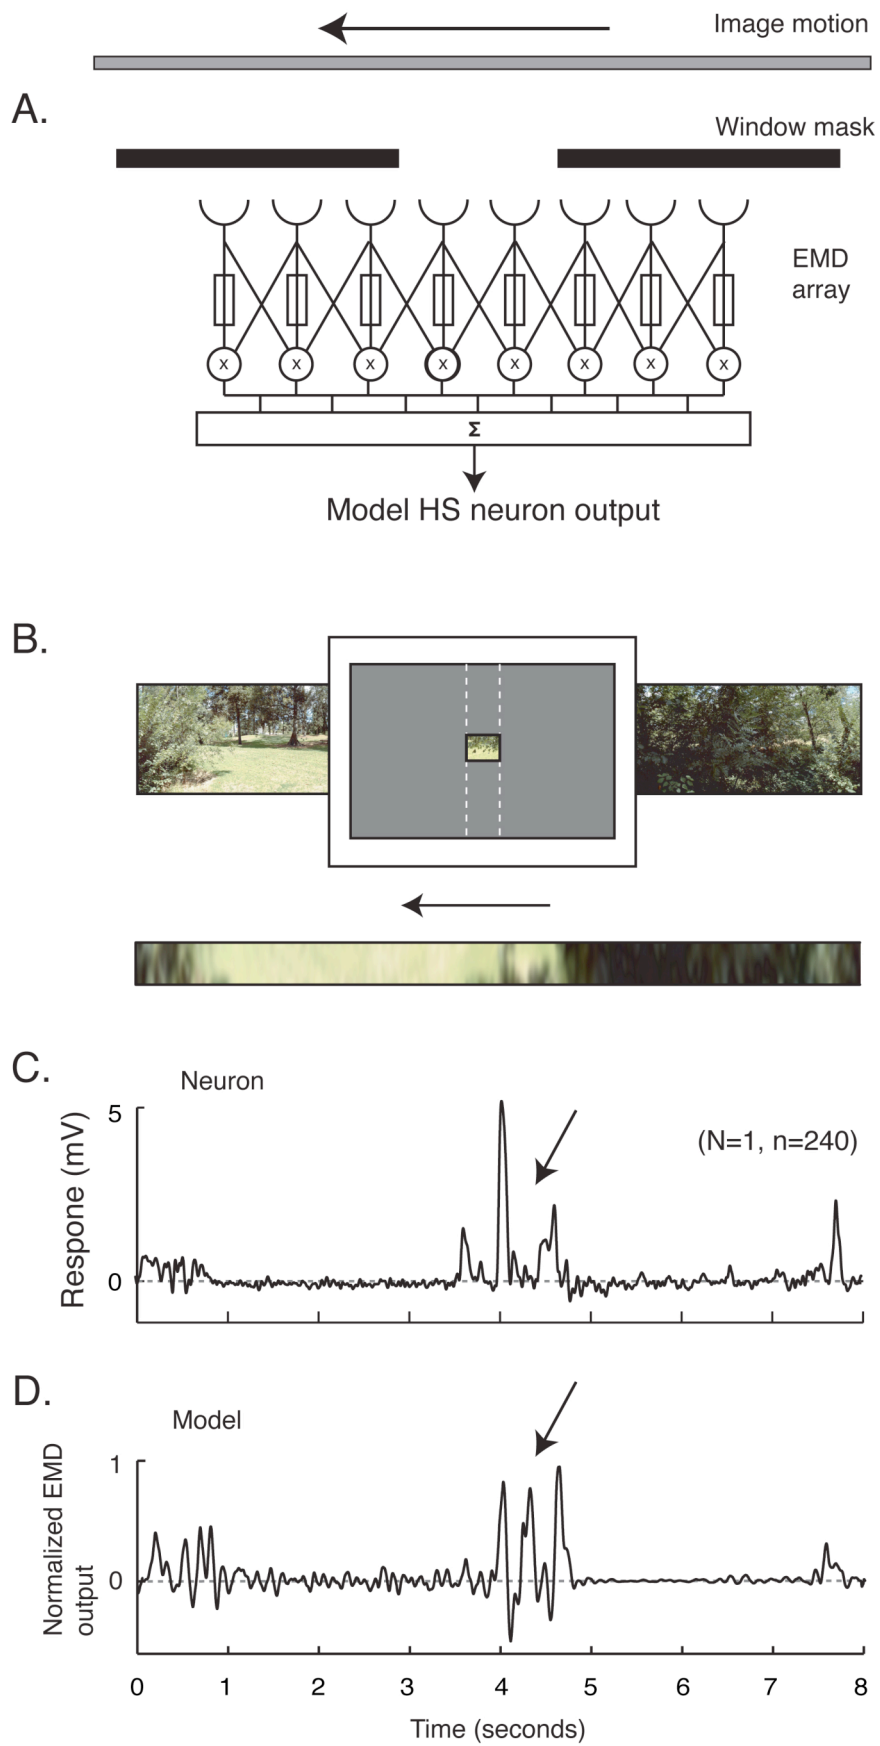 Image motion
A.
Window mask
EMD
array
x x x x x x x x
Σ
Model HS neuron output
B.
C.
Neuron
(N=1, n=240)
Respone (mV)
5
0
D.
Model
Normalized EMD
output
1
0
0 1 2 3 4 5 6 7 8
Time (seconds)